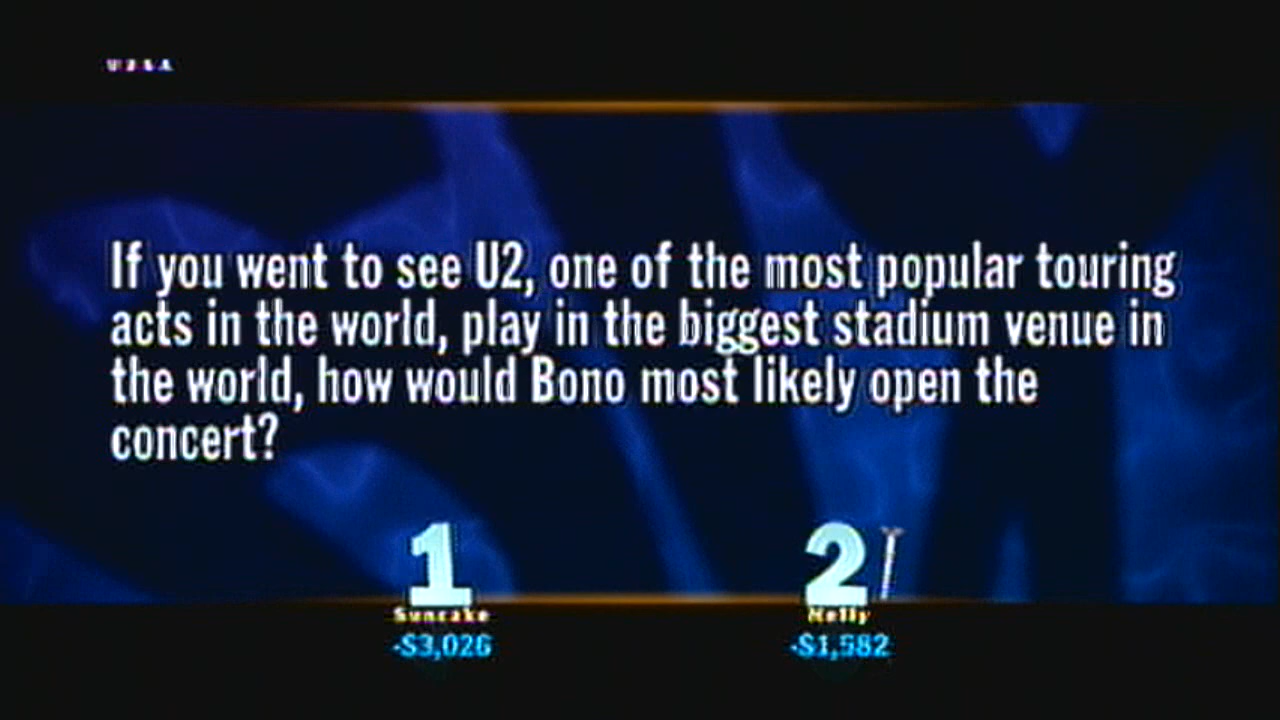 If you went to see U2, one of the most popular touring
acts in the world, play in the biggest stadium venue in
the world, how would Bono most likely open the
concert?
1
2
Nelly
-$3,026
-$1,582